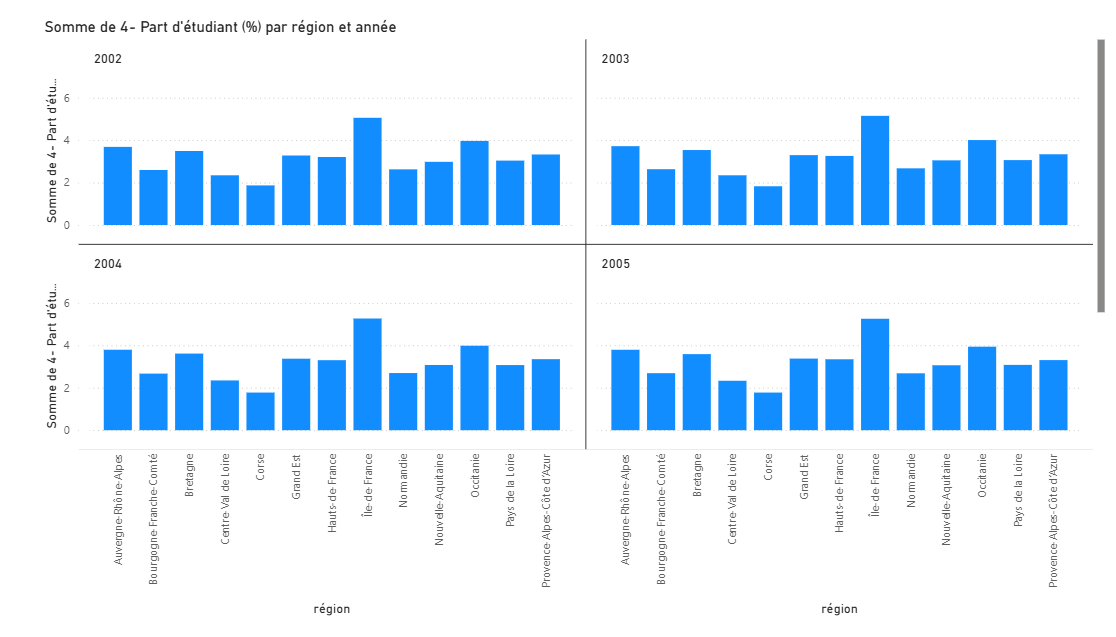 Somme de 4- Part d'étudiant (%) par région et année
2002
2003
Somme de 4- Part d'étu...
6
4
2
0
2004
2005
Somme de 4- Part d'étu...
6
4
2
0
Auvergne-Rhône-Alpes
Bourgogne-Franche-Comté
Bretagne
Centre-Val de Loire
Corse
Grand Est
Hauts-de-France
Île-de-France
Normandie
Nouvelle-Aquitaine
Occitanie
Pays de la Loire
Provence-Alpes-Côte d'Azur
Auvergne-Rhône-Alpes
Bourgogne-Franche-Comté
Bretagne
Centre-Val de Loire
Corse
Grand Est
Hauts-de-France
Île-de-France
Normandie
Nouvelle-Aquitaine
Occitanie
Pays de la Loire
Provence-Alpes-Côte d'Azur
région
région